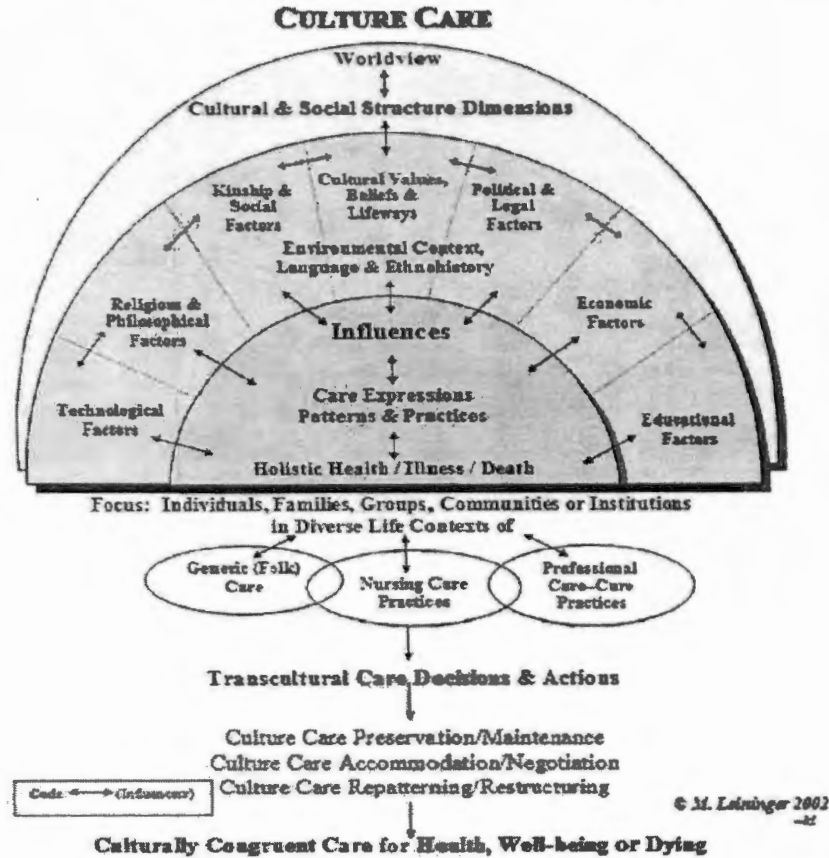 CULTURE CARE
Worldview
Cultural & Social Structure Dimensions
Kinship &
Social
Factors
Cultural Values,
Beliefs &
Lifeways
Political &
Legal
Factors
Environmental Context,
Language & Ethnohistory
Religious &
Philosophical
Factors
Influences
Economic
Factors
Care Expressions
Patterns & Practices
Technological
Factors
Educational
Factors
Holistic Health / Illness / Death
Focus: Individuals, Families, Groups, Communities or Institutions
in Diverse Life Contexts of
Generic (Folk)
Care
Nursing Care
Practices
Professional
Care–Cure
Practices
Transcultural Care Decisions & Actions
Culture Care Preservation/Maintenance
Culture Care Accommodation/Negotiation
Culture Care Repatterning/Restructuring
Code (Influencers)
© M. Leininger 2002
Culturally Congruent Care for Health, Well-being or Dying